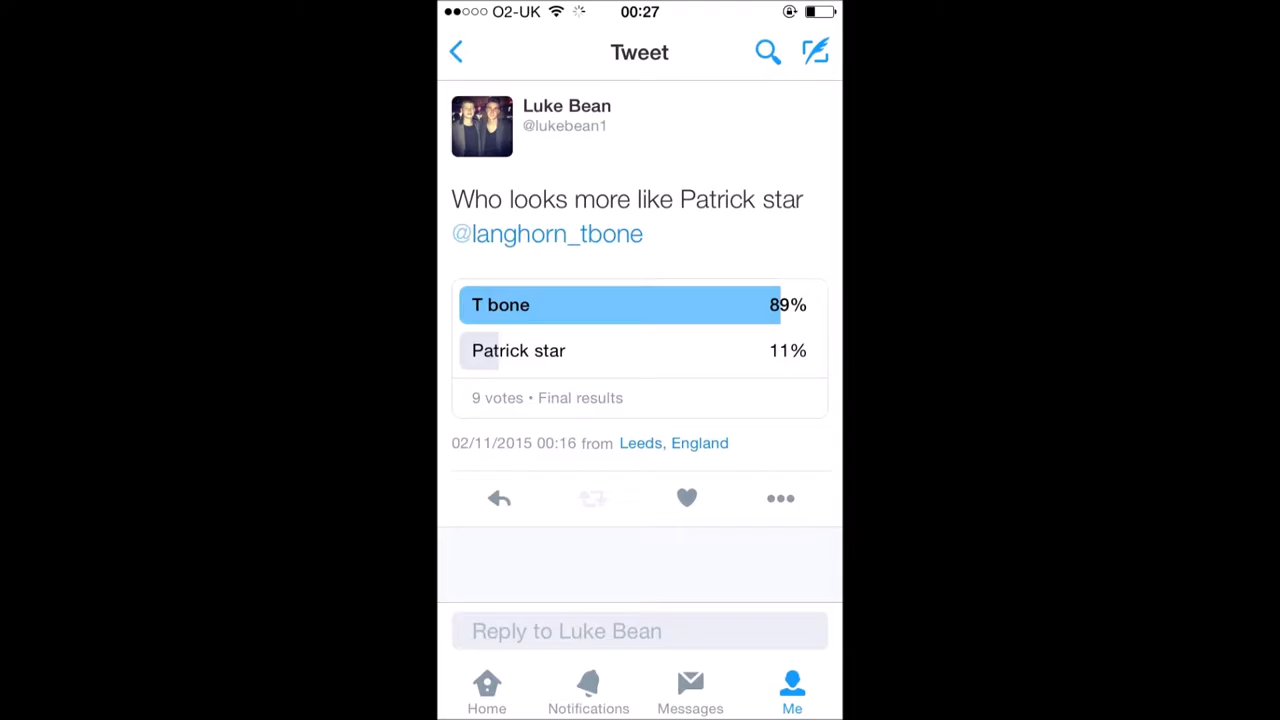 O2-UK 00:27
Tweet
Luke Bean
@lukebean1
Who looks more like Patrick star
@langhorn_tbone
T bone 89%
Patrick star 11%
9 votes • Final results
02/11/2015 00:16 from Leeds, England
Reply to Luke Bean
Home Notifications Messages Me